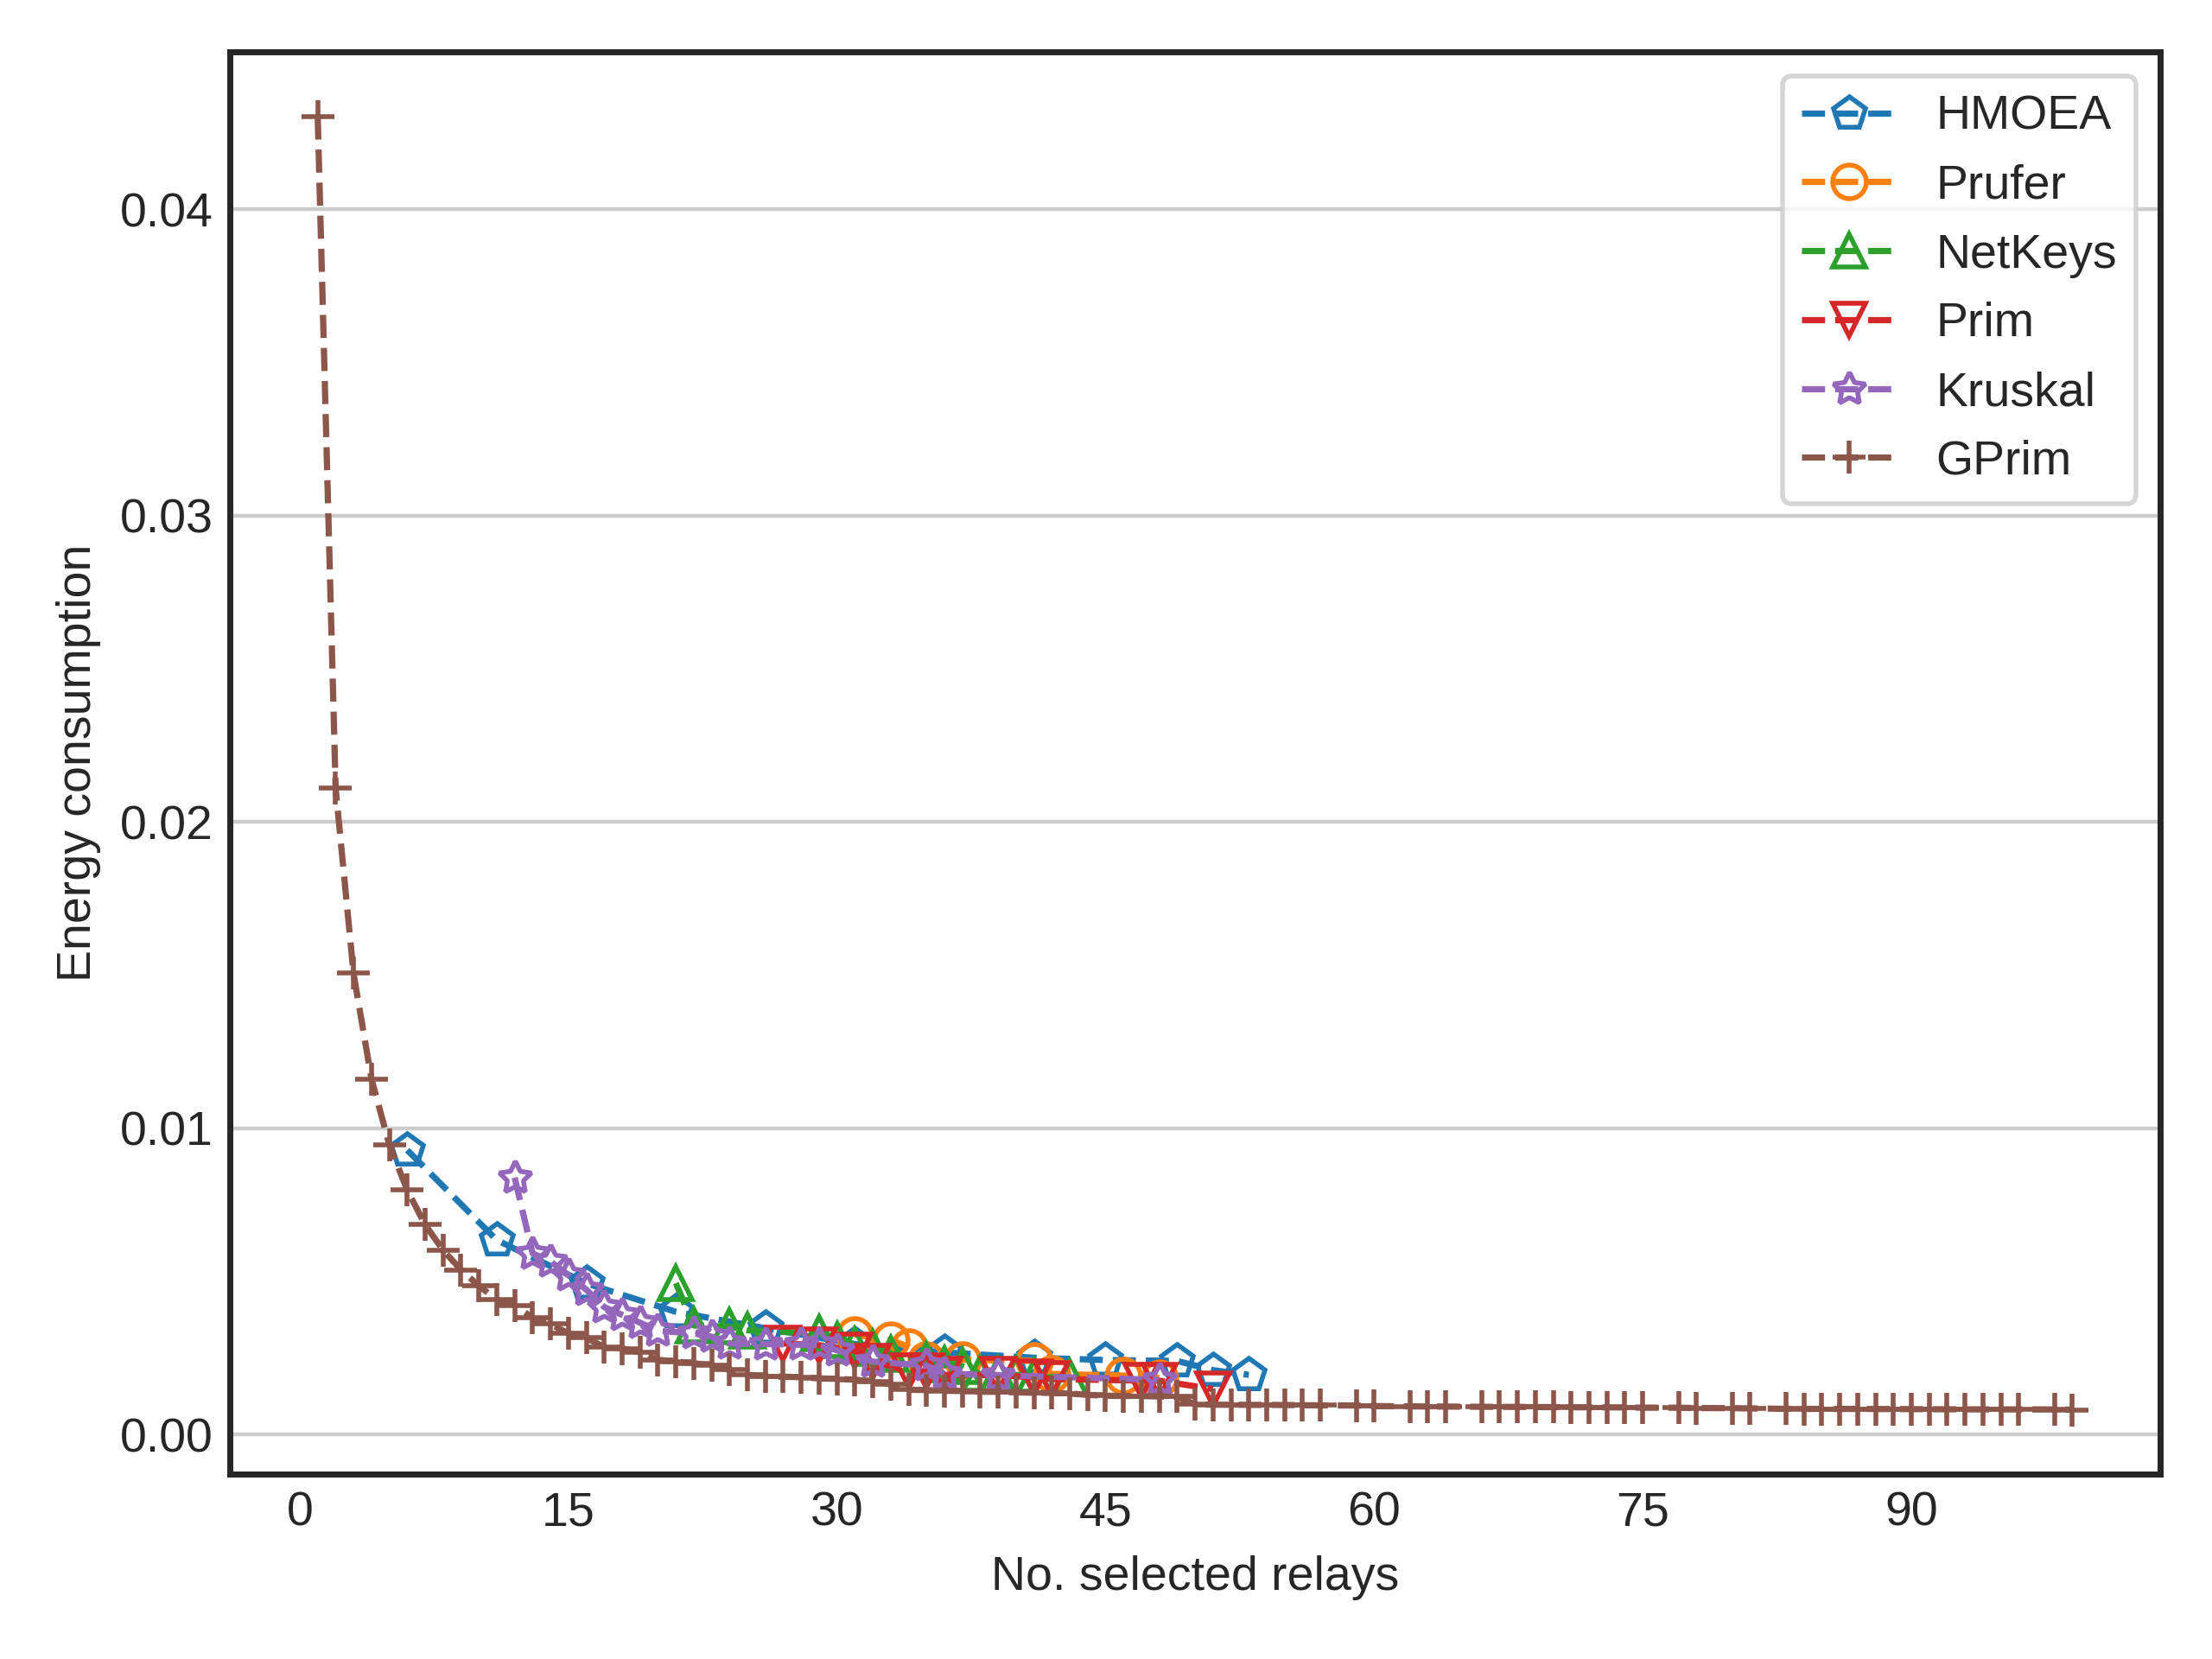 HMOEA
Prufer
NetKeys
Prim
Kruskal
GPrim
Energy consumption
0.04
0.03
0.02
0.01
0.00
0 15 30 45 60 75 90
No. selected relays